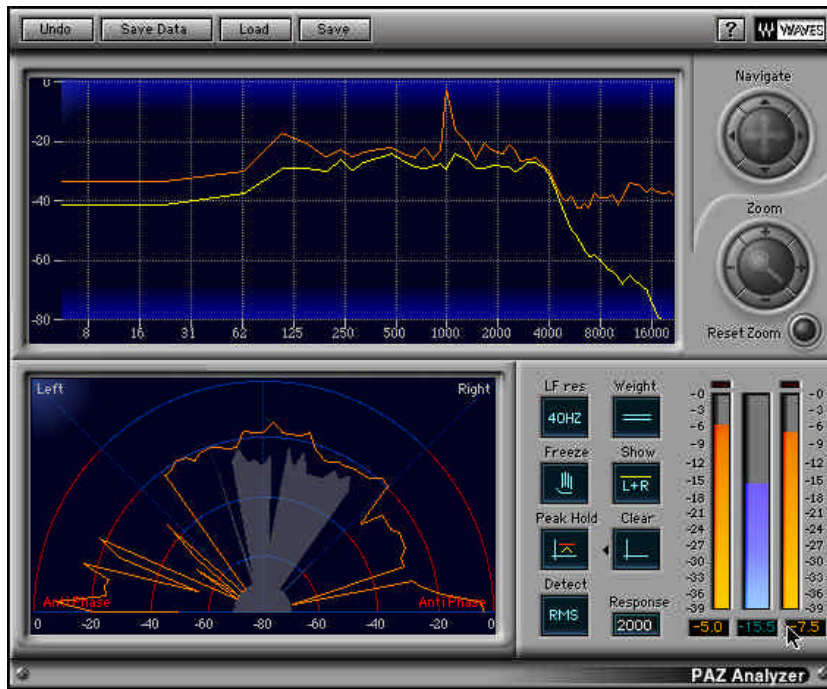 Undo Save Data Load Save ? WAVES
Navigate
0
-20
-40
-60
-80
8 16 31 62 125 250 500 1000 2000 4000 8000 16000
Zoom
Reset Zoom
Left Right
AntiPhase AntiPhase
0 -20 -40 -60 -80 -60 -40 -20 0
LF res Weight
40HZ
Freeze Show
L+R
Peak Hold Clear
Detect Response
RMS 2000
-0 -0
-3 -3
-6 -6
-9 -9
-12 -12
-15 -15
-18 -18
-21 -21
-24 -24
-27 -27
-30 -30
-33 -33
-36 -36
-39 -39
-5.0 -15.5 -7.5
PAZ Analyzer